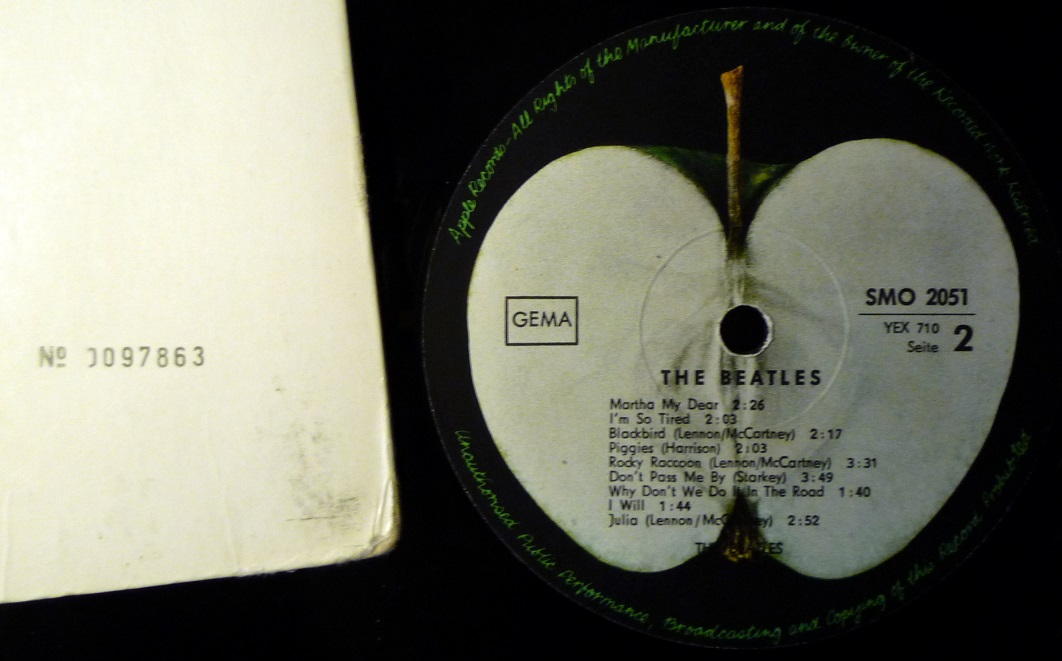 Nº 0097863
Apple Records - All Rights of the Manufacturer and of the Owner of the Recorded Work Reserved
GEMA
SMO 2051
YEX 710
Seite 2
THE BEATLES
Martha My Dear 2:26
I'm So Tired 2:03
Blackbird (Lennon/McCartney) 2:17
Piggies (Harrison) 2:03
Rocky Raccoon (Lennon/McCartney) 3:31
Don't Pass Me By (Starkey) 3:49
Why Don't We Do It In The Road 1:40
I Will 1:44
Julia (Lennon/McCartney) 2:52
THE BEATLES
Unauthorised Public Performance, Broadcasting and Copying of this Record Prohibited